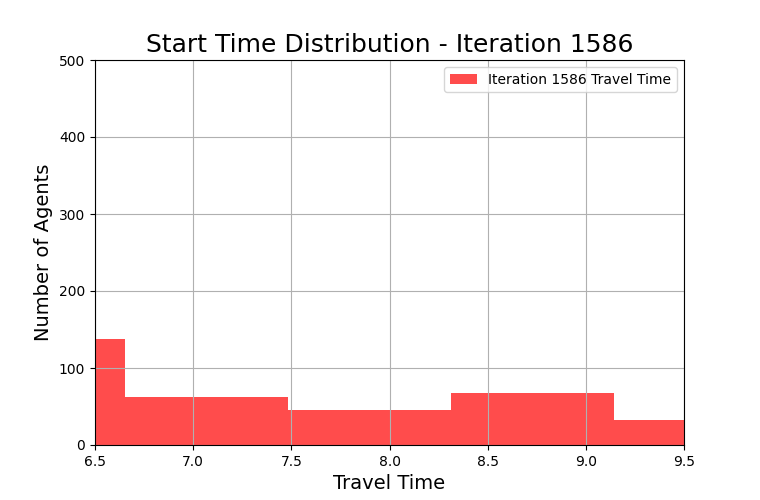 Start Time Distribution - Iteration 1586
Iteration 1586 Travel Time
Number of Agents
500
400
300
200
100
0
6.5 7.0 7.5 8.0 8.5 9.0 9.5
Travel Time